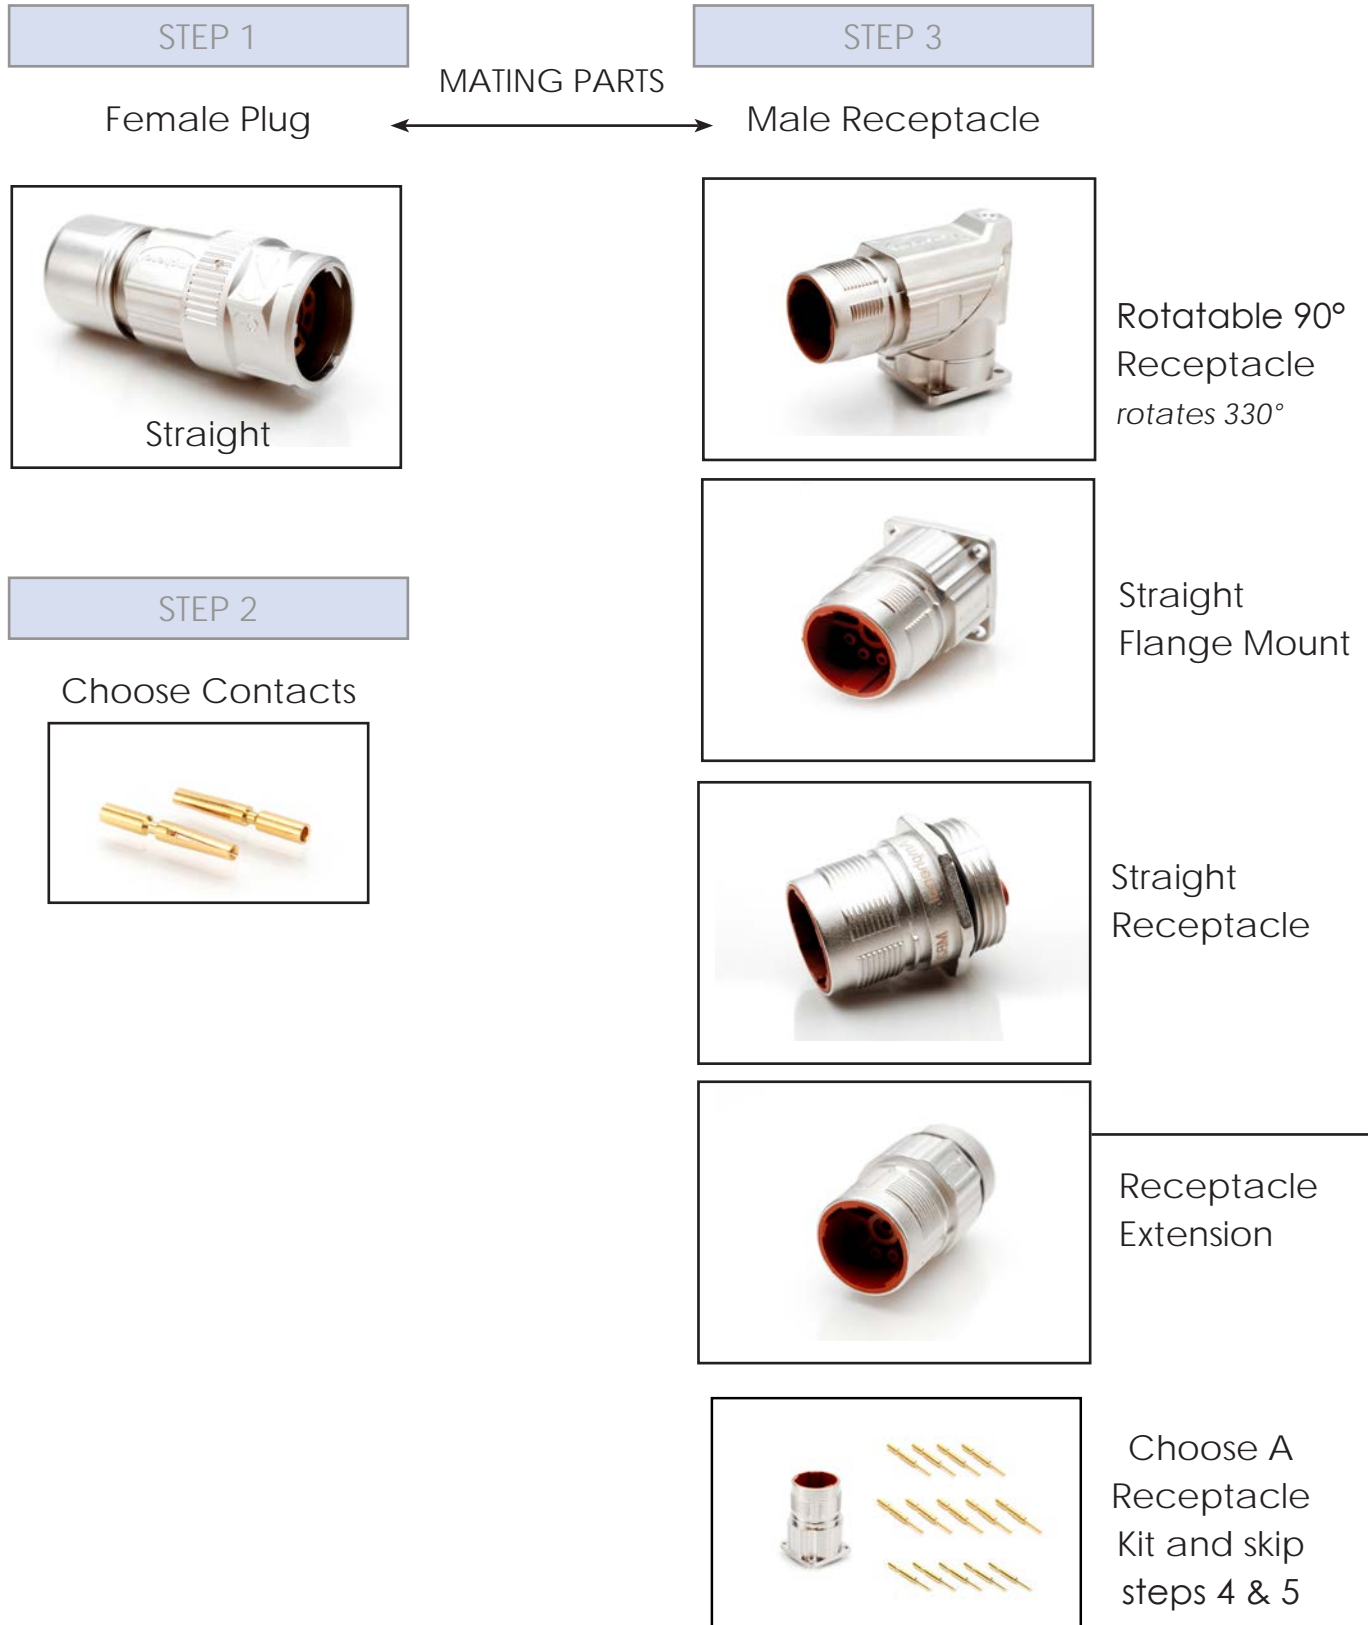 STEP 1
STEP 3
MATING PARTS
Female Plug
Male Receptacle
Straight
Rotatable 90°
Receptacle
rotates 330°
STEP 2
Choose Contacts
Straight
Flange Mount
Straight
Receptacle
Receptacle
Extension
Choose A
Receptacle
Kit and skip
steps 4 & 5